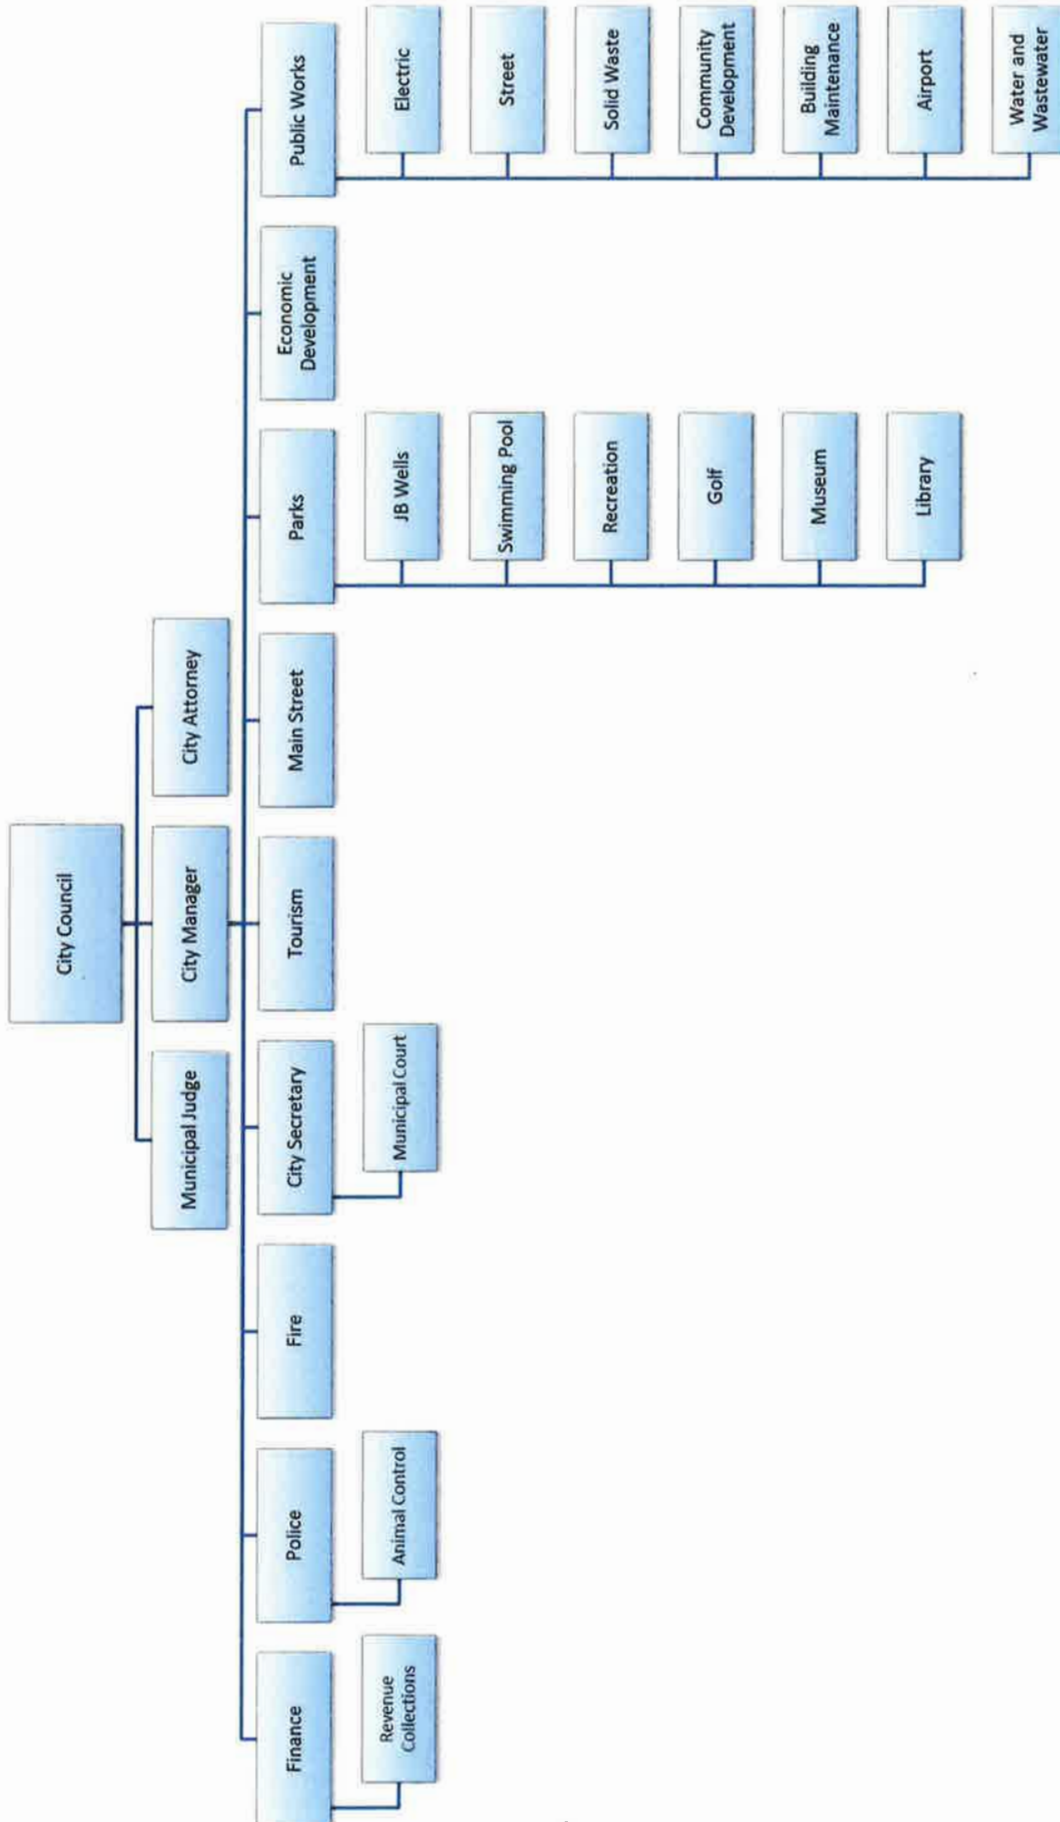 City Council
Municipal Judge
City Manager
City Attorney
Finance
Police
Fire
City Secretary
Tourism
Main Street
Parks
Economic
Development
Public Works
Revenue
Collections
Animal Control
Municipal Court
JB Wells
Swimming Pool
Recreation
Golf
Museum
Library
Electric
Street
Solid Waste
Community
Development
Building
Maintenance
Airport
Water and
Wastewater